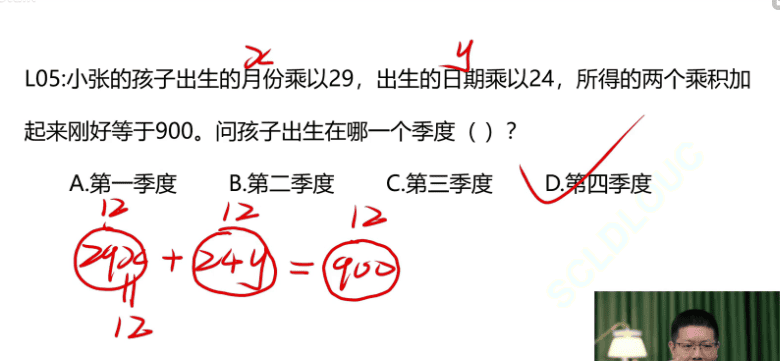 x y
L05:小张的孩子出生的月份乘以29，出生的日期乘以24，所得的两个乘积加
起来刚好等于900。问孩子出生在哪一个季度（ ）？
A.第一季度 B.第二季度 C.第三季度 D.第四季度
12 12 12
29x + 24y = 900
12
SCLDLOUC